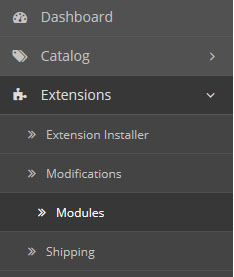 Dashboard
Catalog
Extensions
Extension Installer
Modifications
Modules
Shipping